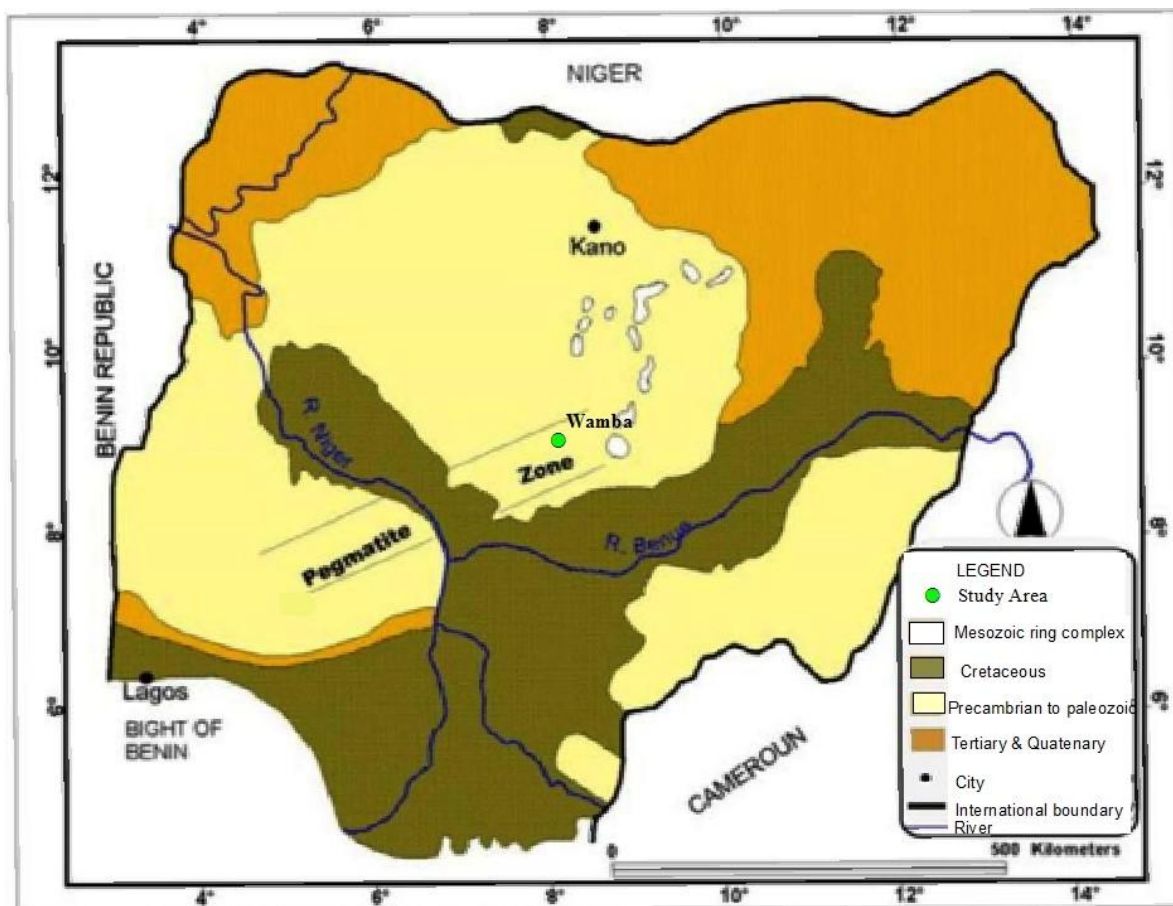 4° 6° 8° 10° 12° 14°
NIGER
12° 12°
Kano
BENIN REPUBLIC
10° 10°
Wamba
R. Niger
Zone
Pegmatite
R. Benue
8° 8°
LEGEND
Study Area
Mesozoic ring complex
Cretaceous
Precambrian to paleozoic
Tertiary & Quatenary
City
International boundary
River
Lagos
6° 6°
BIGHT OF
BENIN
CAMEROUN
0 500 Kilometers
4° 6° 8° 10° 12° 14°